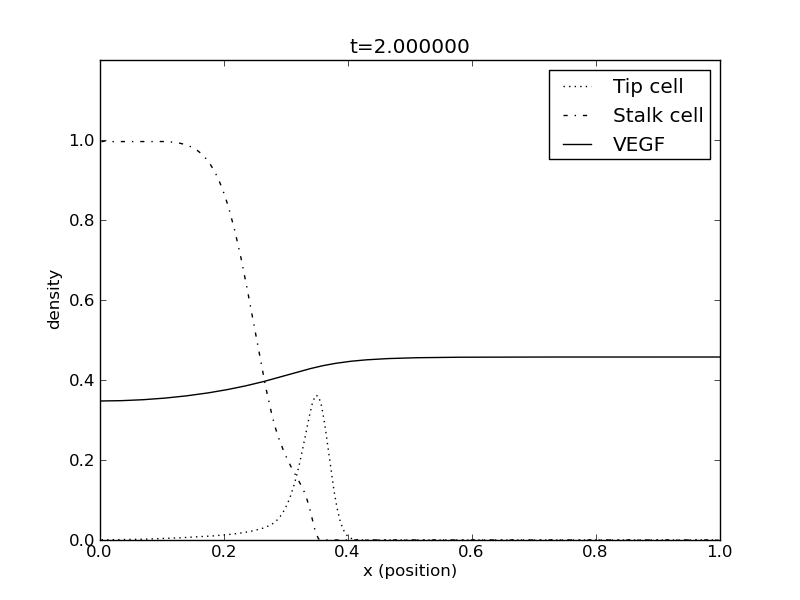 t=2.000000
Tip cell
Stalk cell
VEGF
density
1.0
0.8
0.6
0.4
0.2
0.0
0.0 0.2 0.4 0.6 0.8 1.0
x (position)